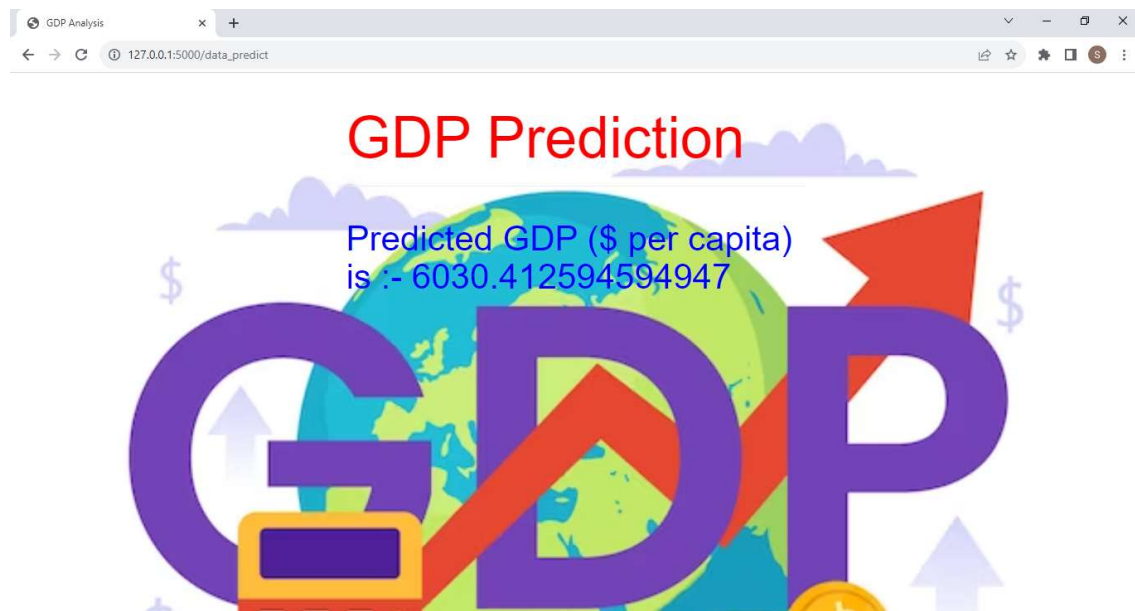 GDP Analysis
127.0.0.1:5000/data_predict
S
GDP Prediction
Predicted GDP ($ per capita)
is :- 6030.412594594947
$
$
GDP